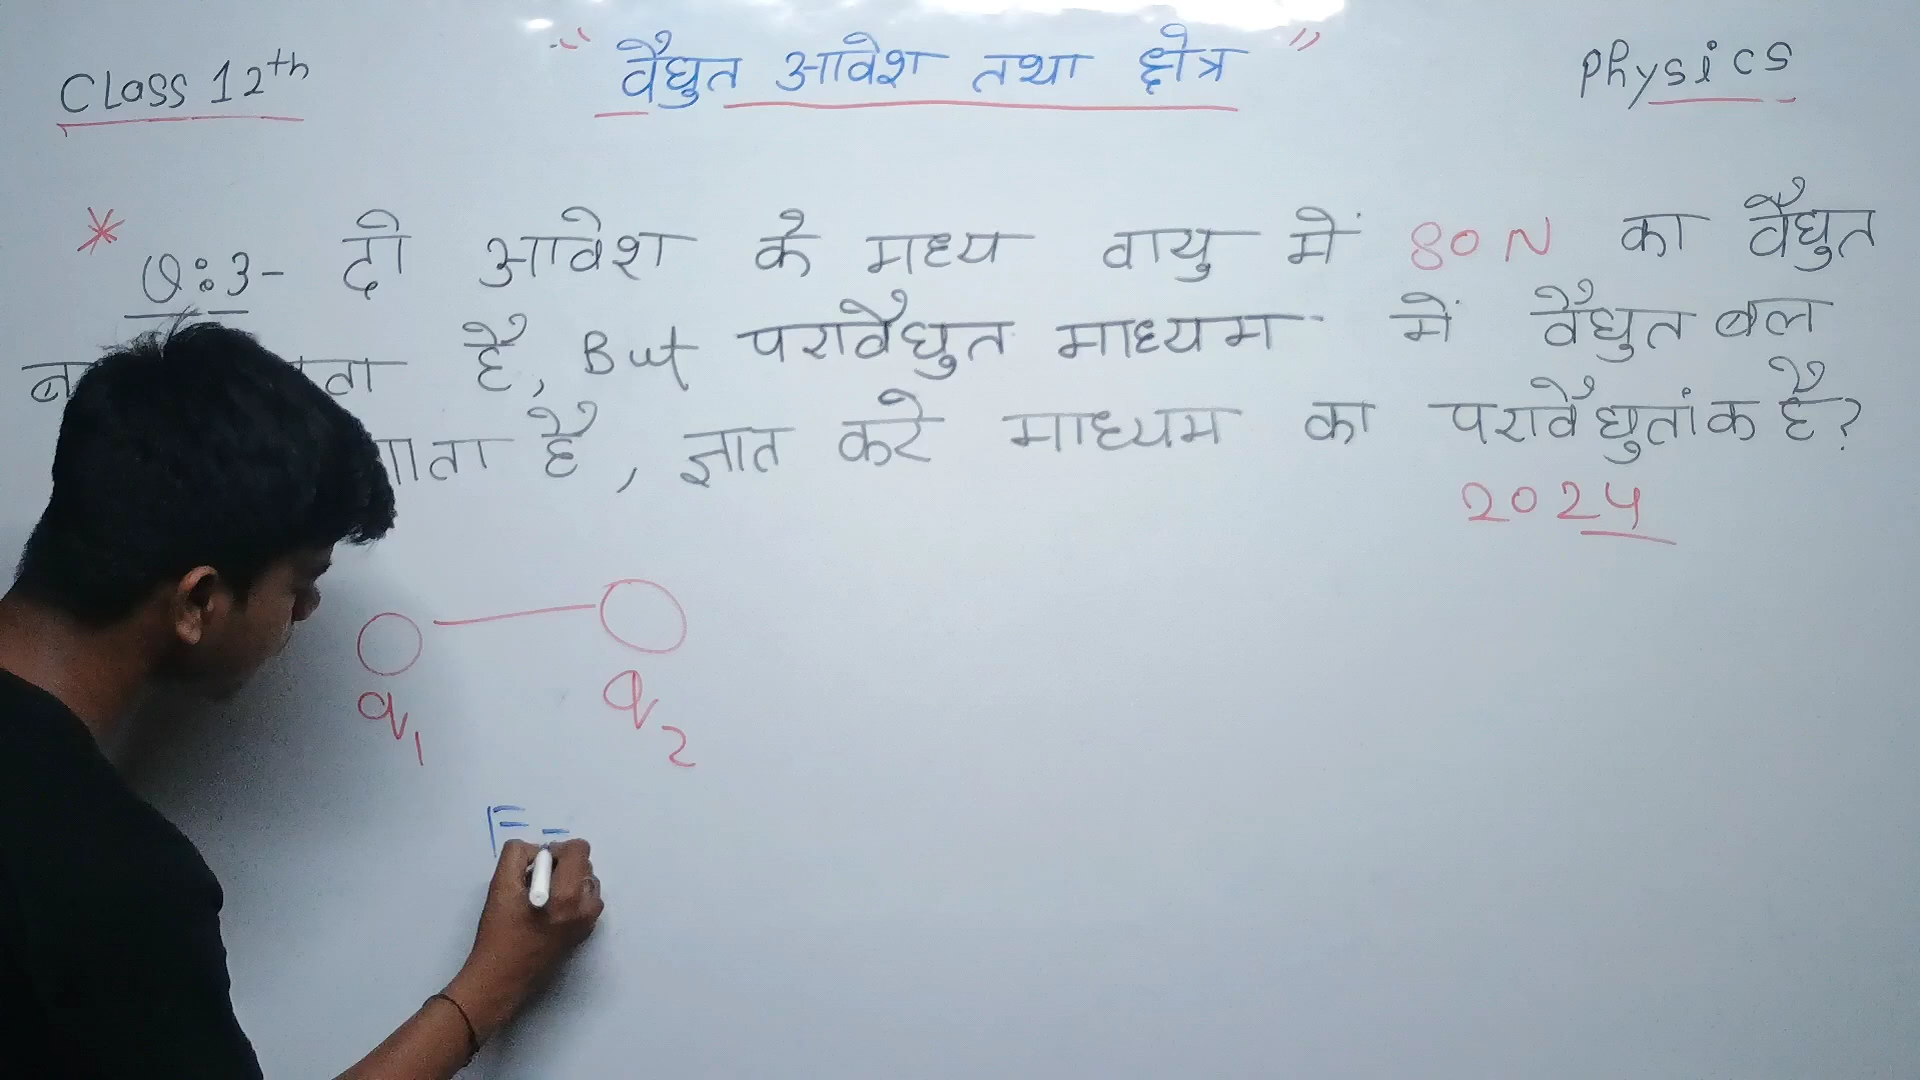 Class 12th
" वैद्युत आवेश तथा क्षेत्र "
Physics
* Q:3- दो आवेश के मध्य वायु में 80 N का वैद्युत
है, But परावैद्युत माध्यम में वैद्युत बल
है, ज्ञात करे माध्यम का परावैद्युतांक है?
2024
q1
q2
F =